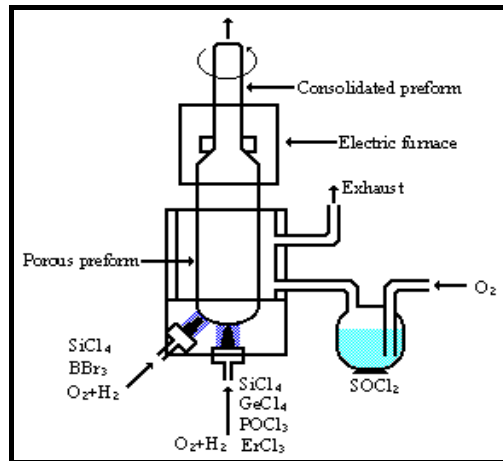 Consolidated preform
Electric furnace
Exhaust
Porous preform
O₂
SiCl₄
BBr₃
O₂+H₂
SOCl₂
SiCl₄
GeCl₄
POCl₃
O₂+H₂ ErCl₃